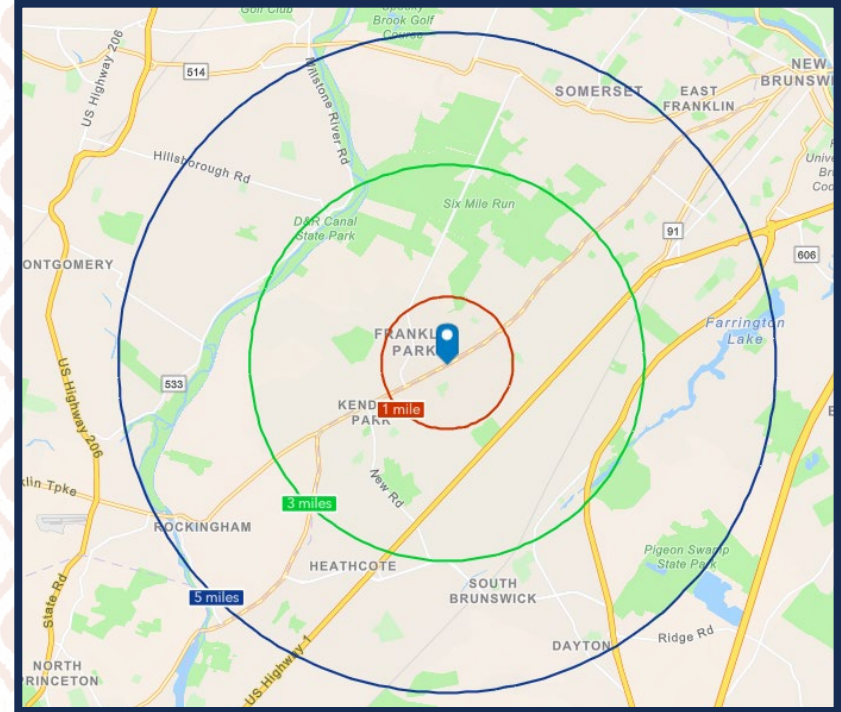 Golf Club
Spooky
Brook Golf
Course
US Highway 206
514
Millstone River Rd
SOMERSET
EAST
FRANKLIN
NEW
BRUNSW
Hillsborough Rd
Six Mile Run
D&R Canal
State Park
91
606
ONTGOMERY
Farrington
Lake
FRANKL
PARK
533
KEND
PARK
1 mile
US Highway 206
New Rd
klin Tpke
3 miles
ROCKINGHAM
HEATHCOTE
Pigeon Swamp
State Park
SOUTH
BRUNSWICK
5 miles
State Rd
US Highway 1
DAYTON
Ridge Rd
NORTH
RINCETON